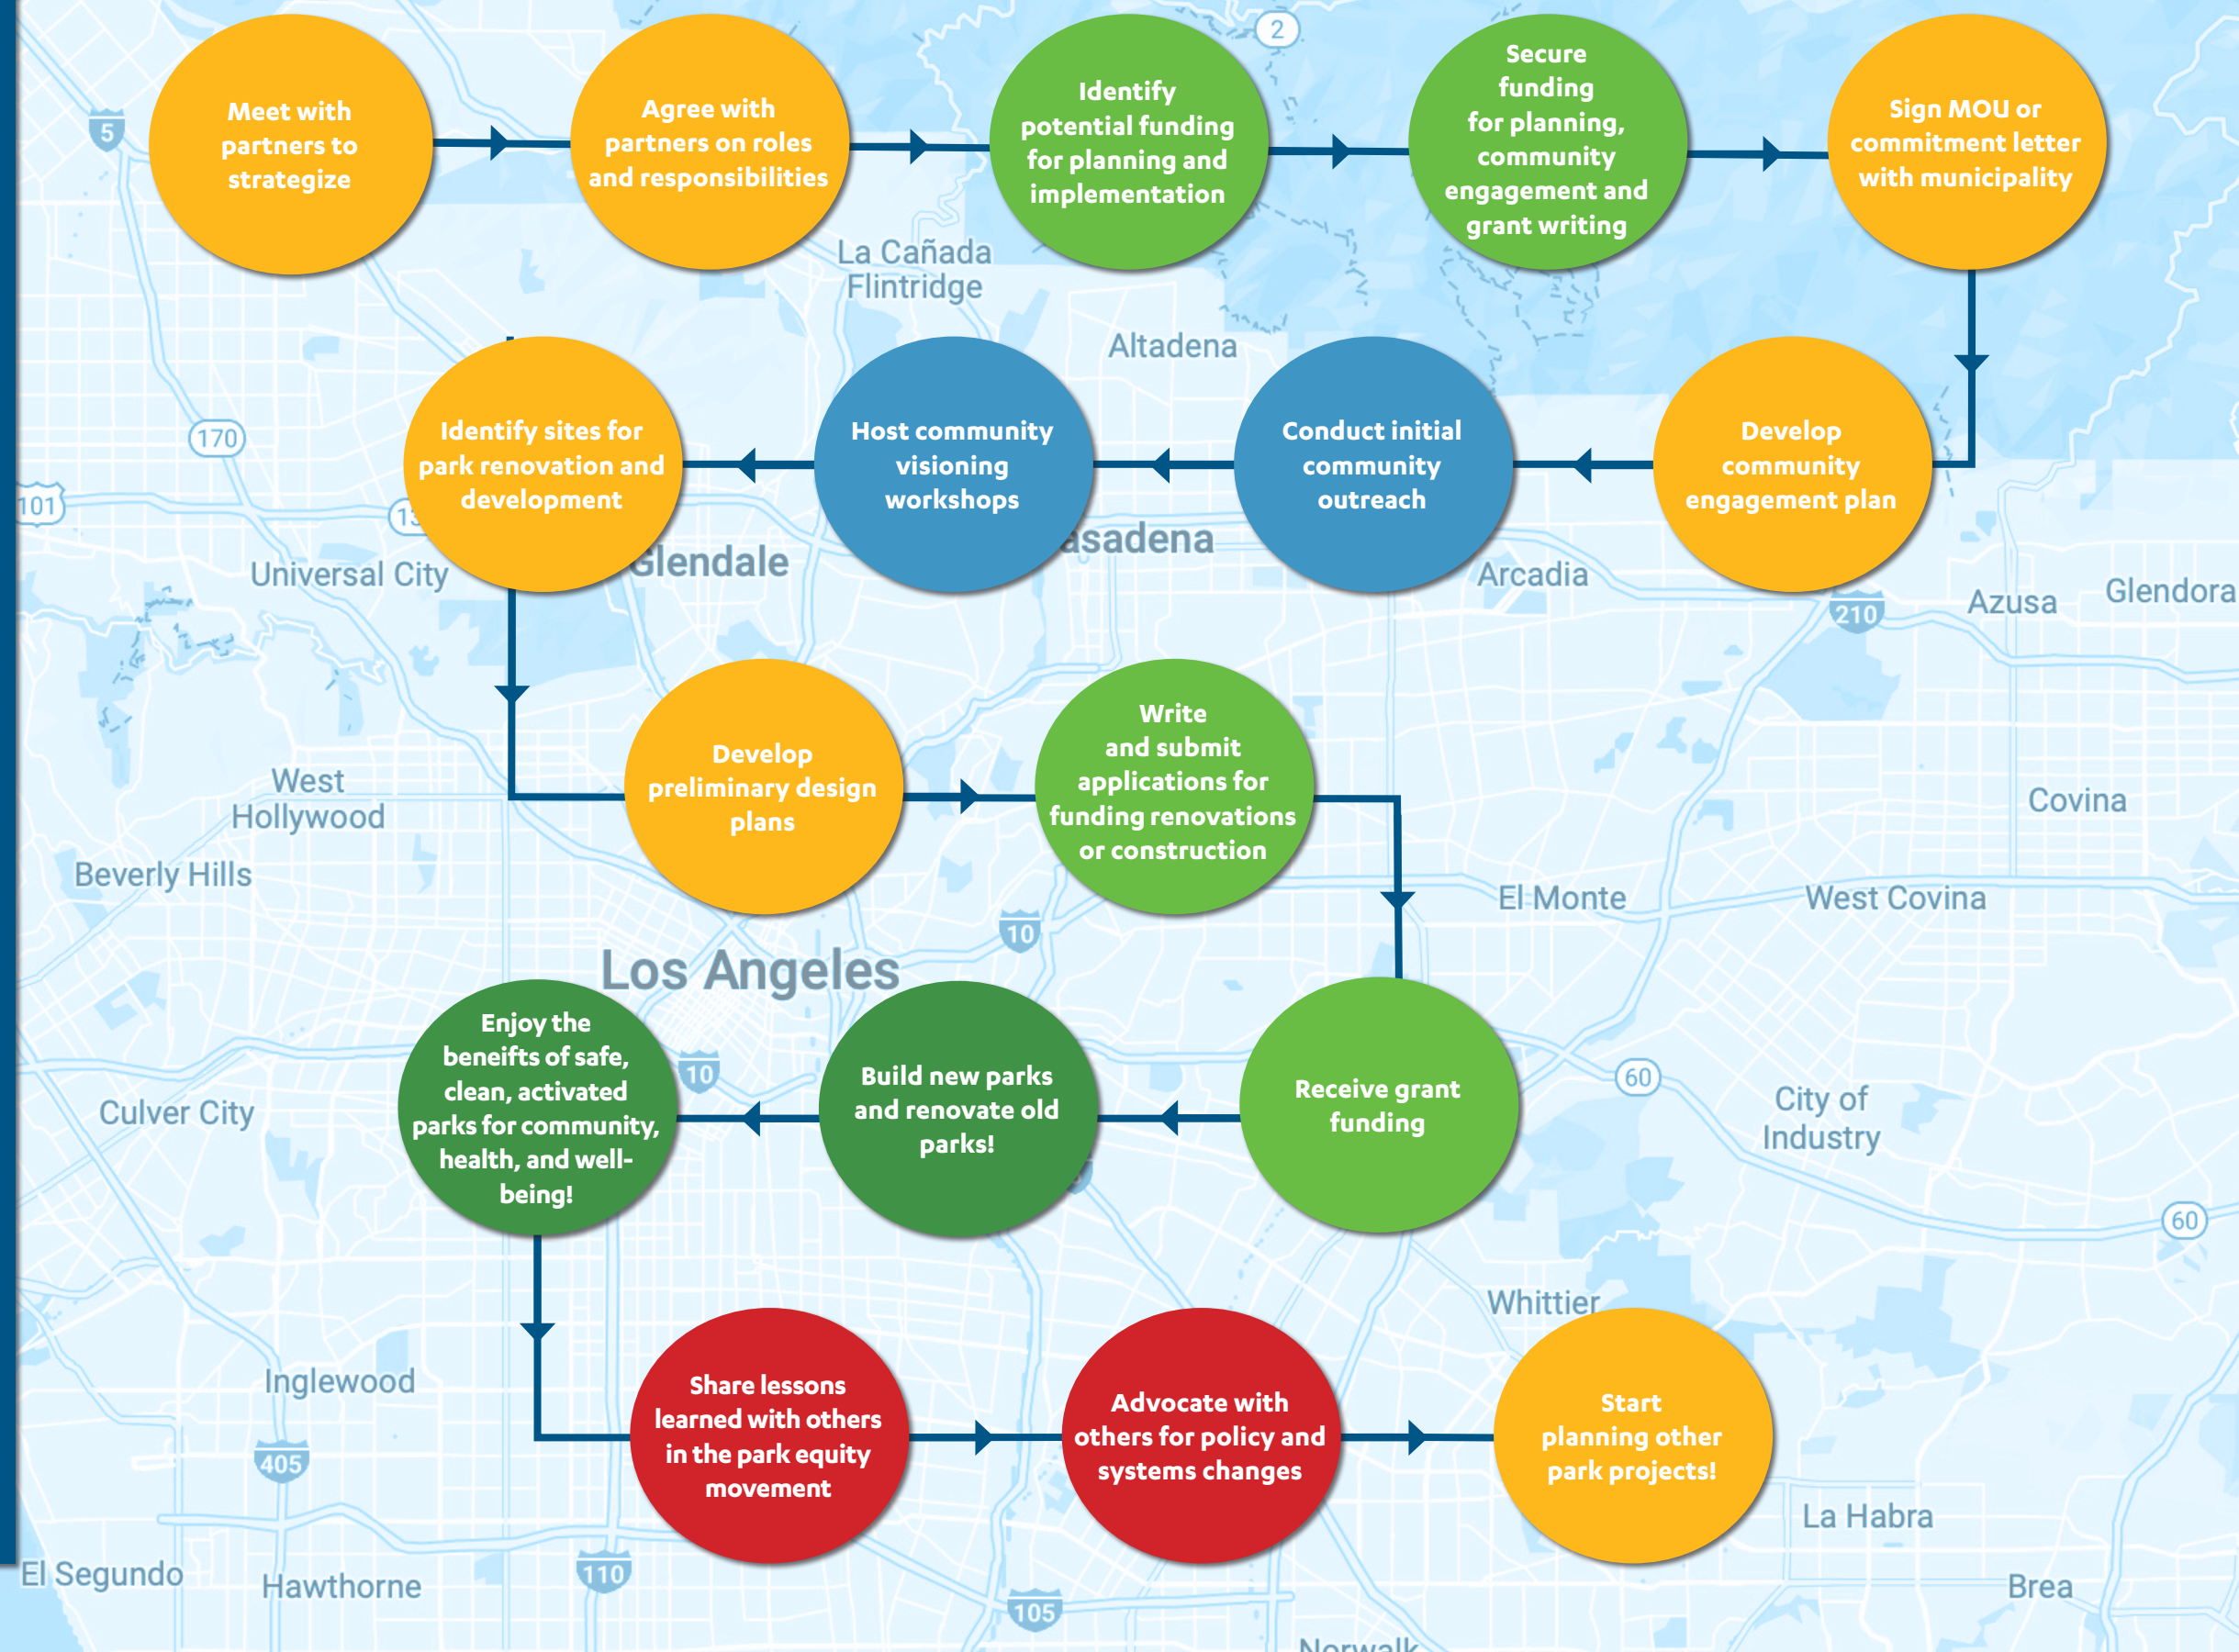 Meet with
partners to
strategize
Agree with
partners on roles
and responsibilities
Identify
potential funding
for planning and
implementation
Secure
funding
for planning,
community
engagement and
grant writing
Sign MOU or
commitment letter
with municipality
2
5
La Cañada
Flintridge
Altadena
Identify sites for
park renovation and
development
Host community
visioning
workshops
Conduct initial
community
outreach
Develop
community
engagement plan
170
101
13
Universal City
Glendale
asadena
Arcadia
210
Azusa
Glendora
Develop
preliminary design
plans
Write
and submit
applications for
funding renovations
or construction
West
Hollywood
Beverly Hills
Covina
El Monte
West Covina
10
Los Angeles
Enjoy the
beneifts of safe,
clean, activated
parks for community,
health, and well-
being!
Build new parks
and renovate old
parks!
Receive grant
funding
10
60
Culver City
City of
Industry
60
Whittier
Share lessons
learned with others
in the park equity
movement
Advocate with
others for policy and
systems changes
Start
planning other
park projects!
Inglewood
405
La Habra
El Segundo
Hawthorne
110
105
Brea
Norwalk